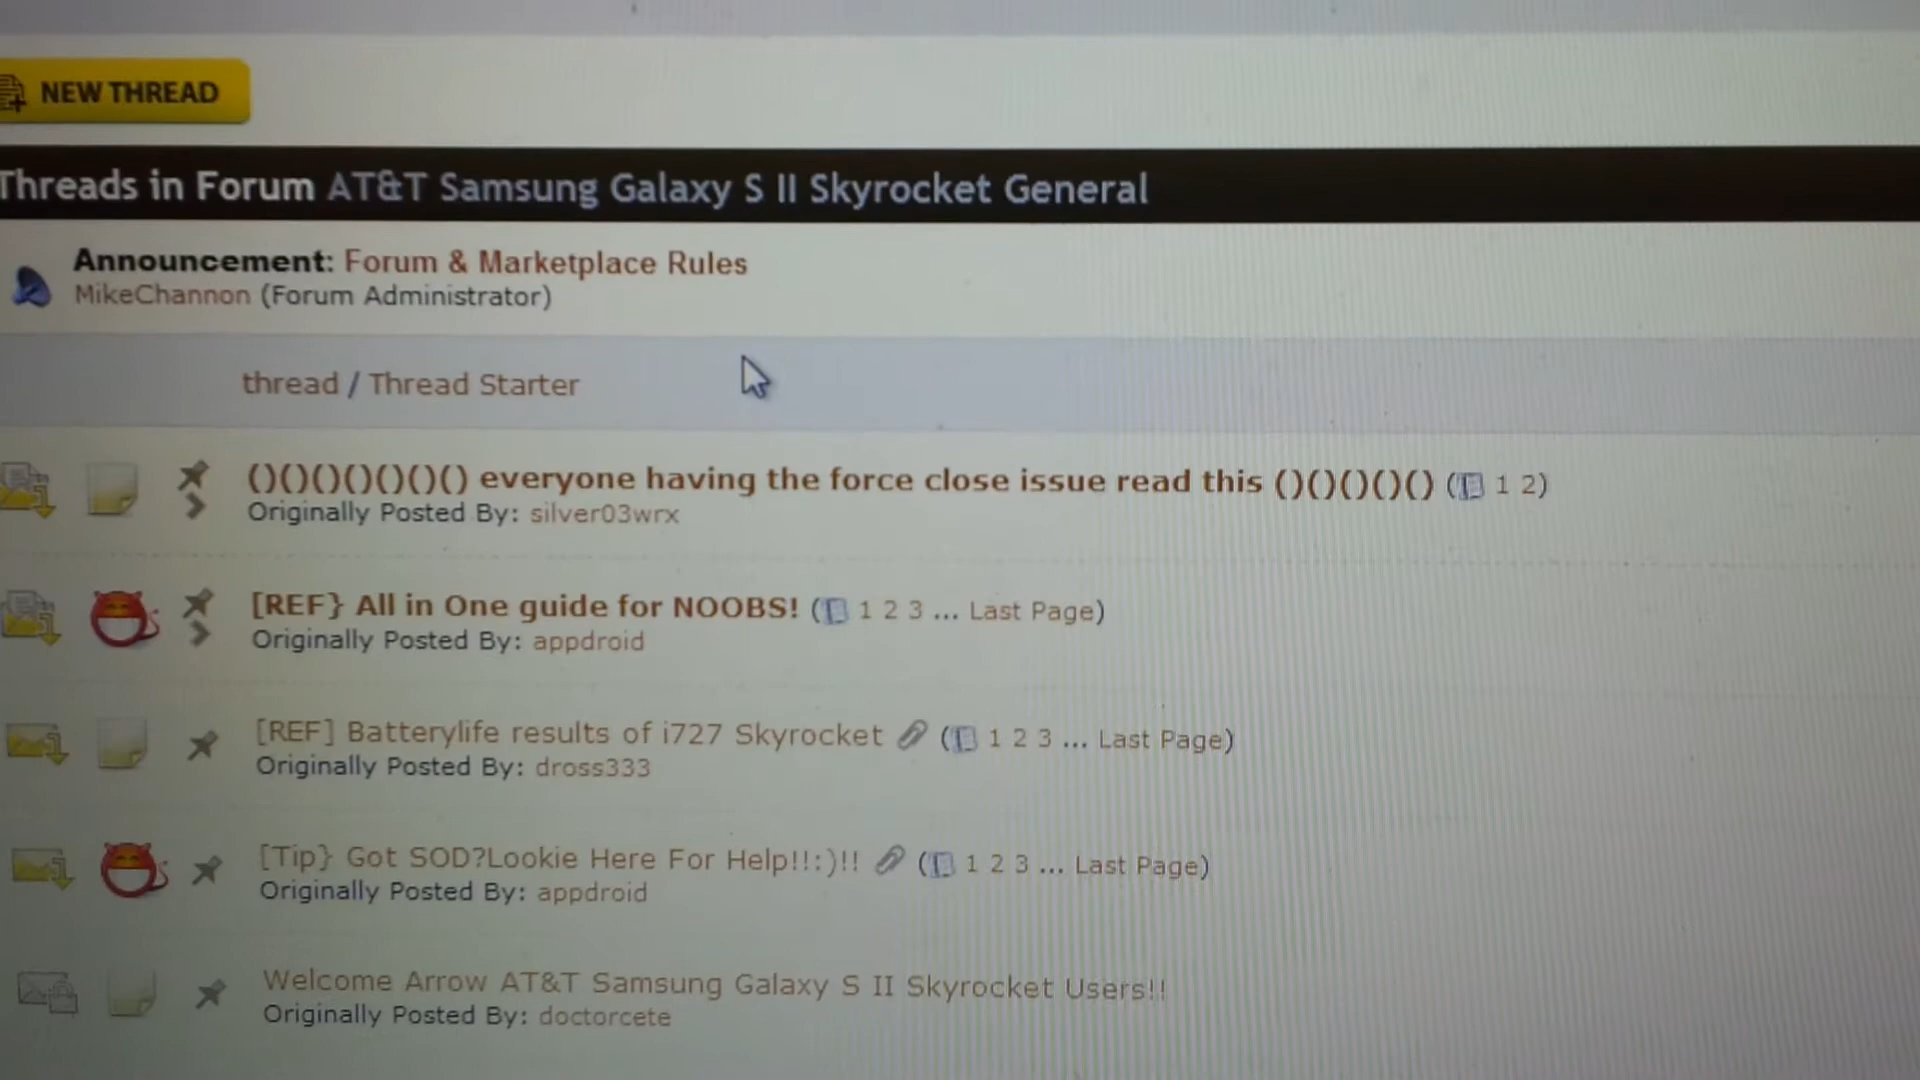 NEW THREAD
Threads in Forum AT&T Samsung Galaxy S II Skyrocket General
Announcement: Forum & Marketplace Rules
MikeChannon (Forum Administrator)
thread / Thread Starter
()()()()()()() everyone having the force close issue read this ()()()()() (1 2)
Originally Posted By: silver03wrx
[REF} All in One guide for NOOBS! (1 2 3 ... Last Page)
Originally Posted By: appdroid
[REF] Batterylife results of i727 Skyrocket (1 2 3 ... Last Page)
Originally Posted By: dross333
[Tip} Got SOD?Lookie Here For Help!!:)!! (1 2 3 ... Last Page)
Originally Posted By: appdroid
Welcome Arrow AT&T Samsung Galaxy S II Skyrocket Users!!
Originally Posted By: doctorcete